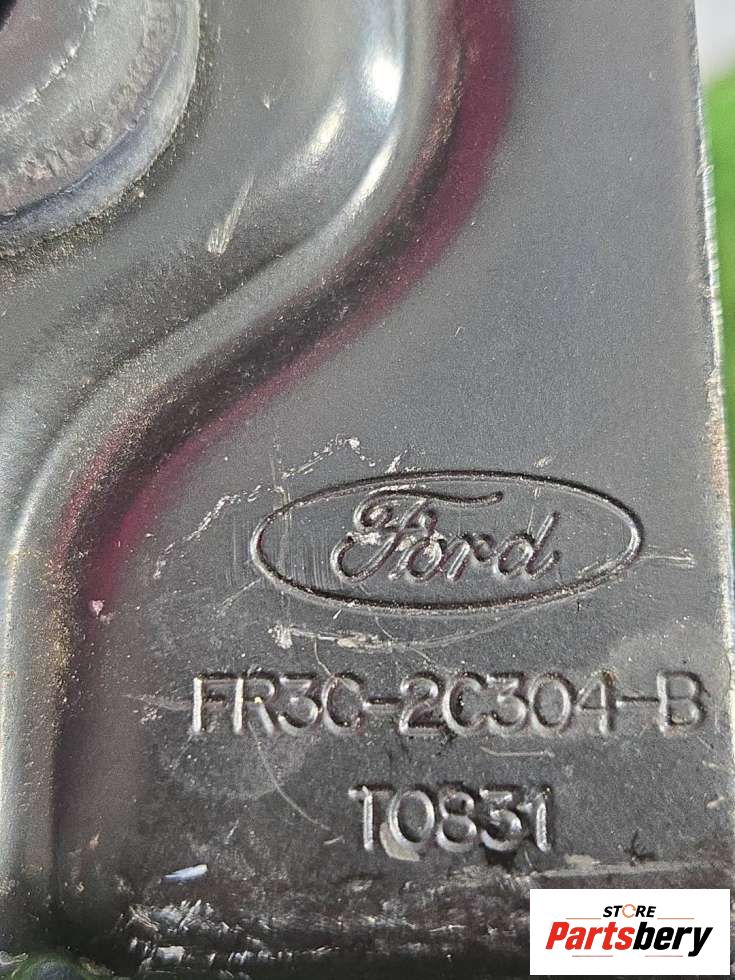 Ford
FR3C-2C304-B
T0831
STORE
Partsbery